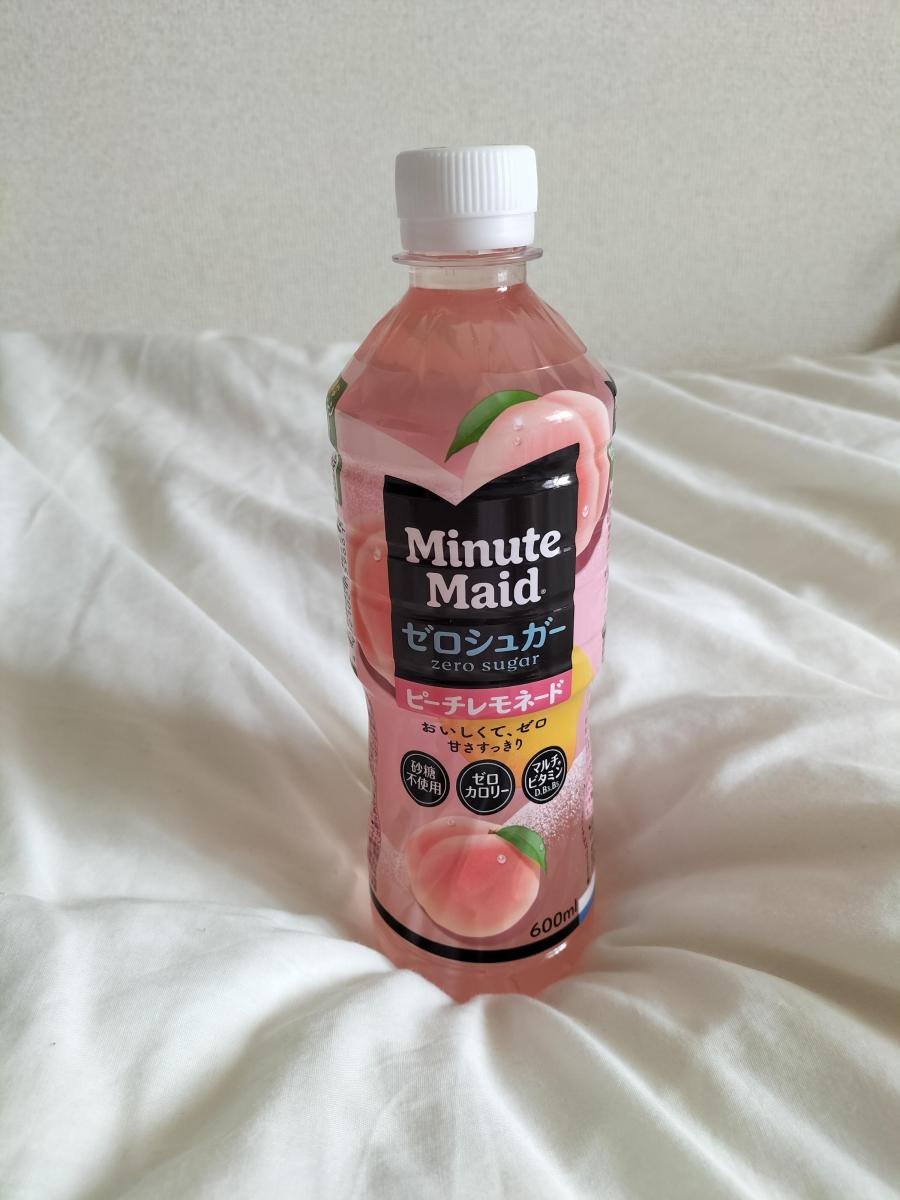 Minute
Maid
ゼロシュガー
zero sugar
ピーチレモネード
おいしくて、ゼロ
甘さすっきり
砂糖
不使用
ゼロ
カロリー
マルチ
ビタミン
D, B3, B5
600ml